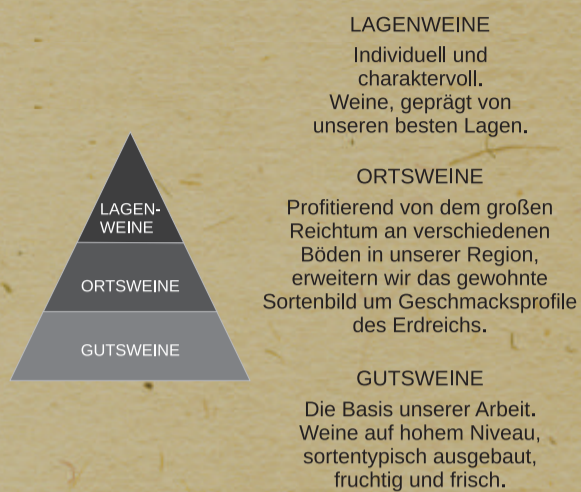 LAGENWEINE
Individuell und
charaktervoll.
Weine, geprägt von
unseren besten Lagen.
ORTSWEINE
Profitierend von dem großen
Reichtum an verschiedenen
Böden in unserer Region,
erweitern wir das gewohnte
Sortenbild um Geschmacksprofile
des Erdreichs.
GUTSWEINE
Die Basis unserer Arbeit.
Weine auf hohem Niveau,
sortentypisch ausgebaut,
fruchtig und frisch.
LAGEN-
WEINE
ORTSWEINE
GUTSWEINE